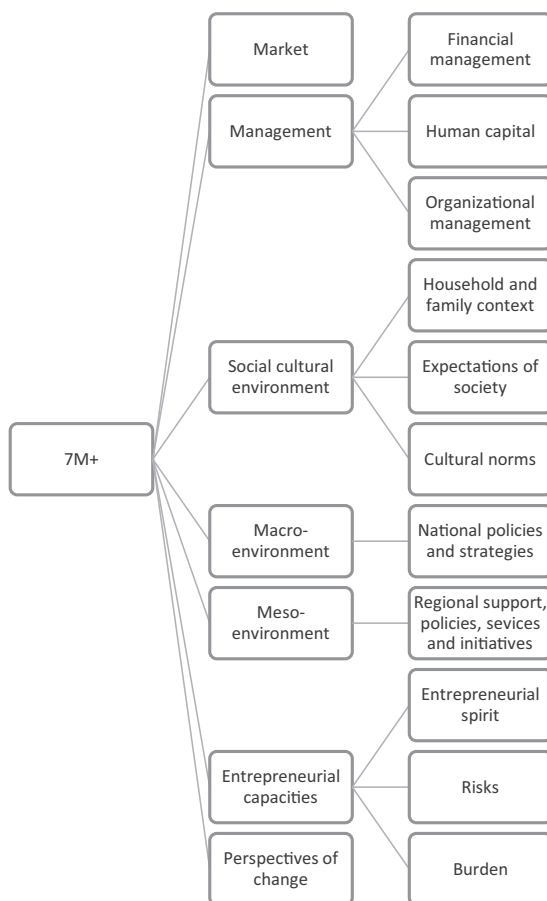 7M+
Market
Management
Financial
management
Human capital
Organizational
management
Social cultural
environment
Household and
family context
Expectations of
society
Cultural norms
Macro-
environment
National policies
and strategies
Meso-
environment
Regional support,
policies, sevices
and initiatives
Entrepreneurial
capacities
Entrepreneurial
spirit
Risks
Burden
Perspectives of
change